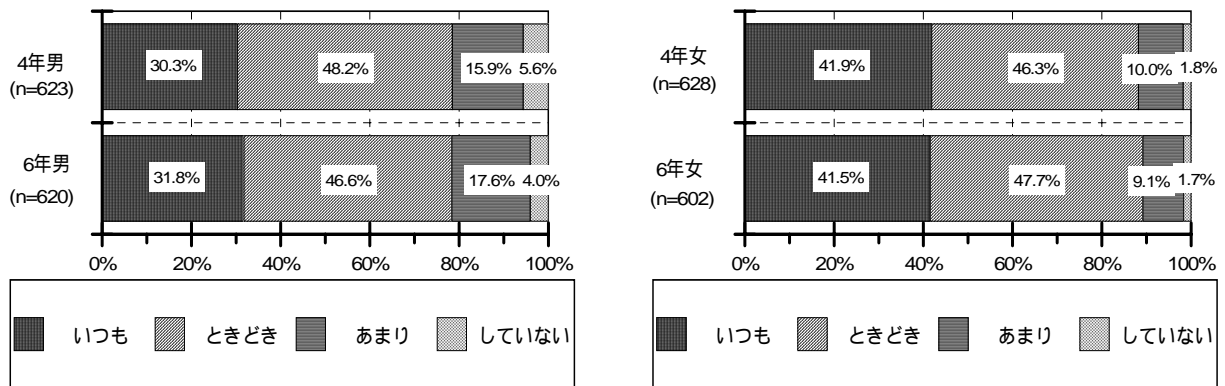 4年男
(n=623)
30.3%
48.2%
15.9%
5.6%
6年男
(n=620)
31.8%
46.6%
17.6%
4.0%
0%
20%
40%
60%
80%
100%
いつも
ときどき
あまり
していない
4年女
(n=628)
41.9%
46.3%
10.0%
1.8%
6年女
(n=602)
41.5%
47.7%
9.1%
1.7%
0%
20%
40%
60%
80%
100%
いつも
ときどき
あまり
していない